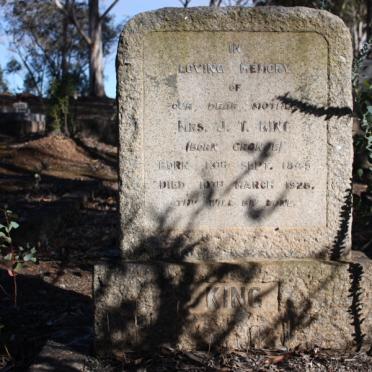 IN
LOVING MEMORY
OF
OUR DEAR MOTHER
MRS. J. T. KING
(BORN
BORN SEPT.
DIED 10TH MARCH 1926.
THY WILL BE DONE.
KING